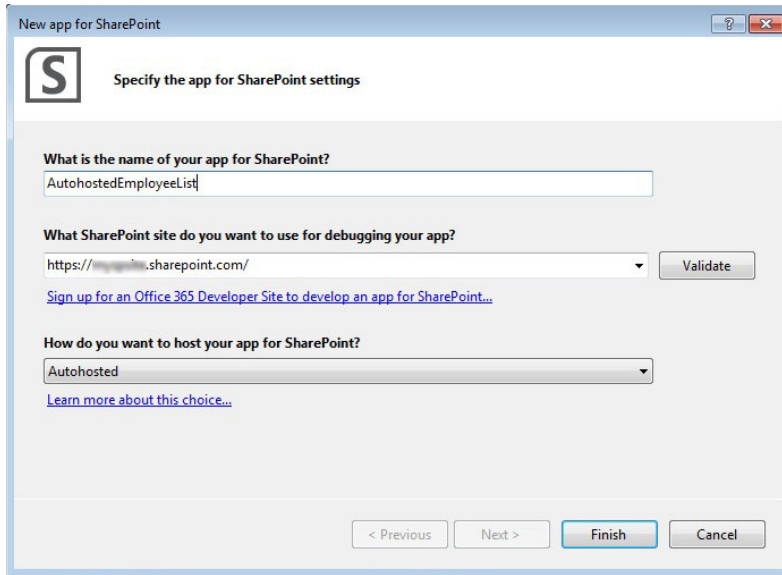 New app for SharePoint
S
Specify the app for SharePoint settings
What is the name of your app for SharePoint?
AutohostedEmployeeList
What SharePoint site do you want to use for debugging your app?
https:// .sharepoint.com/
Validate
Sign up for an Office 365 Developer Site to develop an app for SharePoint...
How do you want to host your app for SharePoint?
Autohosted
Learn more about this choice...
< Previous
Next >
Finish
Cancel